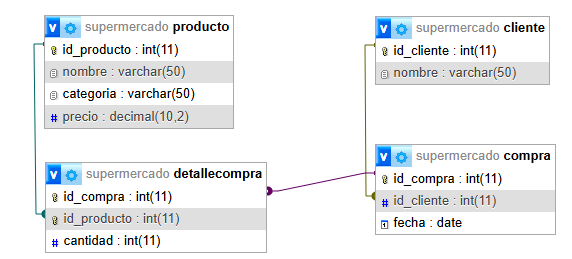 v supermercado producto
id_producto : int(11)
nombre : varchar(50)
categoria : varchar(50)
# precio : decimal(10,2)
v supermercado cliente
id_cliente : int(11)
nombre : varchar(50)
v supermercado detallecompra
id_compra : int(11)
id_producto : int(11)
# cantidad : int(11)
v supermercado compra
id_compra : int(11)
# id_cliente : int(11)
fecha : date